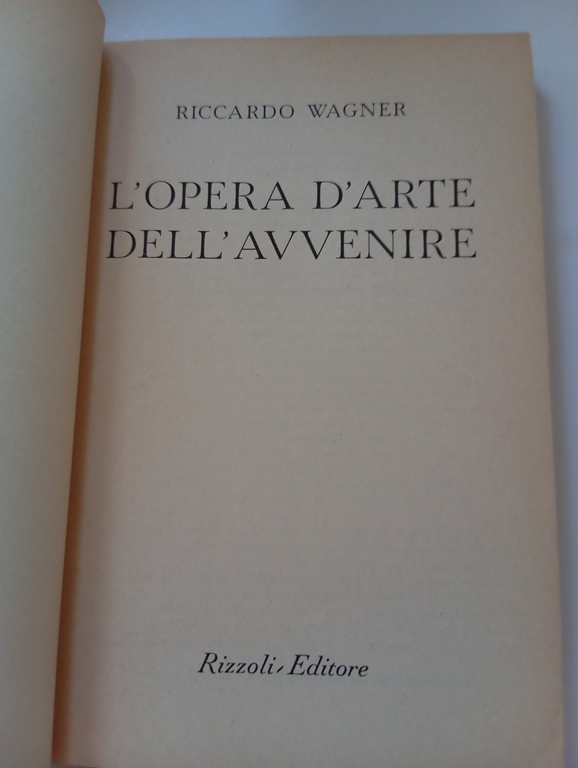 RICCARDO WAGNER
L'OPERA D'ARTE
DELL'AVVENIRE
Rizzoli - Editore